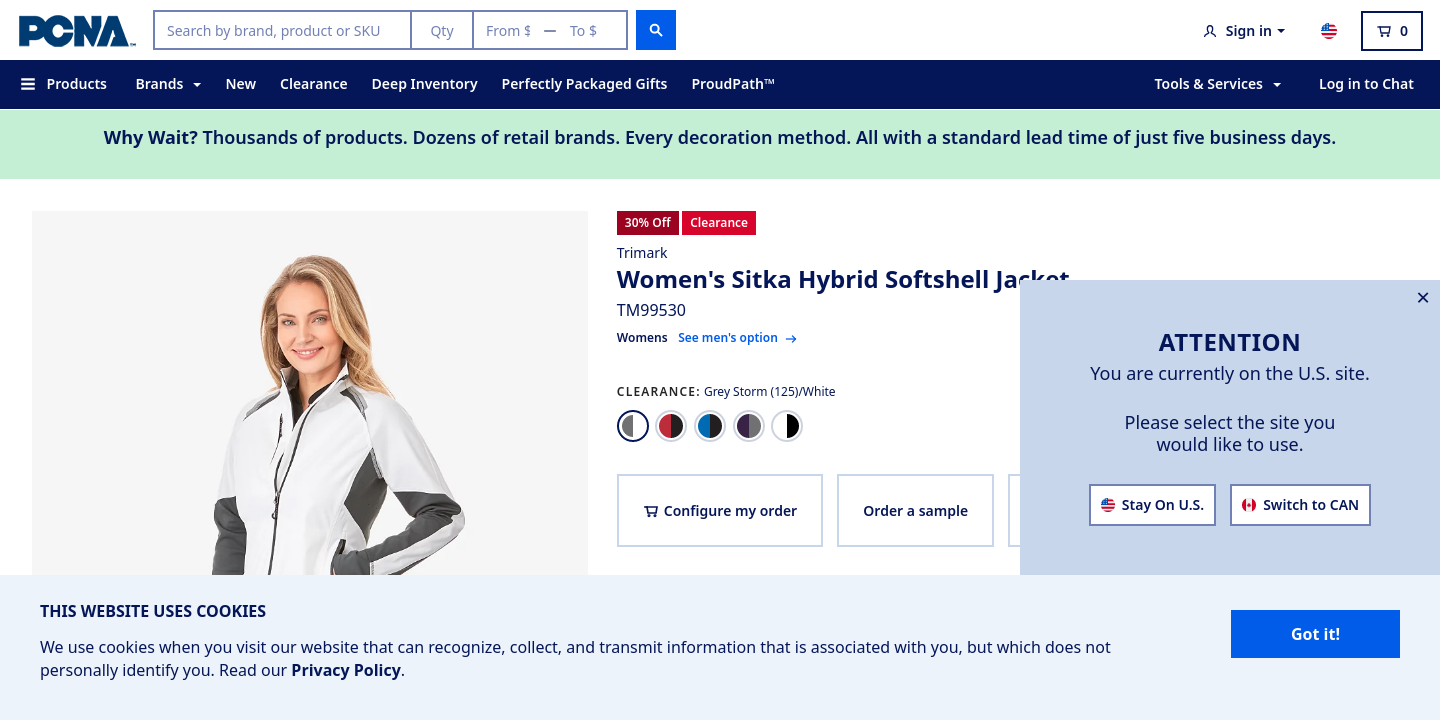 PCNA™
Search by brand, product or SKU
Qty
From $
—
To $
Sign in
0
Products
Brands
New
Clearance
Deep Inventory
Perfectly Packaged Gifts
ProudPath™
Tools & Services
Log in to Chat
Why Wait? Thousands of products. Dozens of retail brands. Every decoration method. All with a standard lead time of just five business days.
30% Off
Clearance
Trimark
Women's Sitka Hybrid Softshell Jacket
TM99530
Womens See men's option →
CLEARANCE: Grey Storm (125)/White
Configure my order
Order a sample
ATTENTION
You are currently on the U.S. site.
Please select the site you
would like to use.
Stay On U.S.
Switch to CAN
THIS WEBSITE USES COOKIES
We use cookies when you visit our website that can recognize, collect, and transmit information that is associated with you, but which does not
personally identify you. Read our Privacy Policy.
Got it!